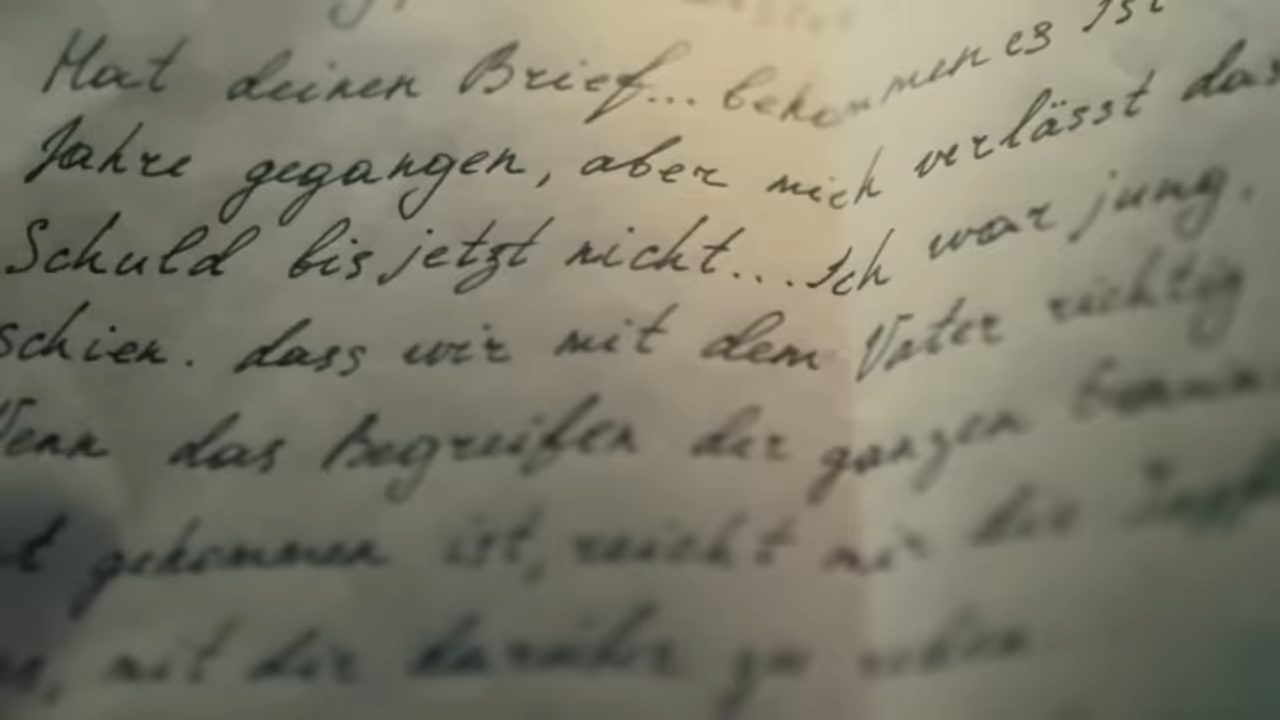 Hat deinen Brief... bekommen es ist
Jahre gegangen, aber mich verlässt das
Schuld bis jetzt nicht... Ich war jung.
schien. dass wir mit dem Vater richtig
Wenn das Begreifen der ganzen
gekommen ist, reicht mir die
mit dir darüber zu reden